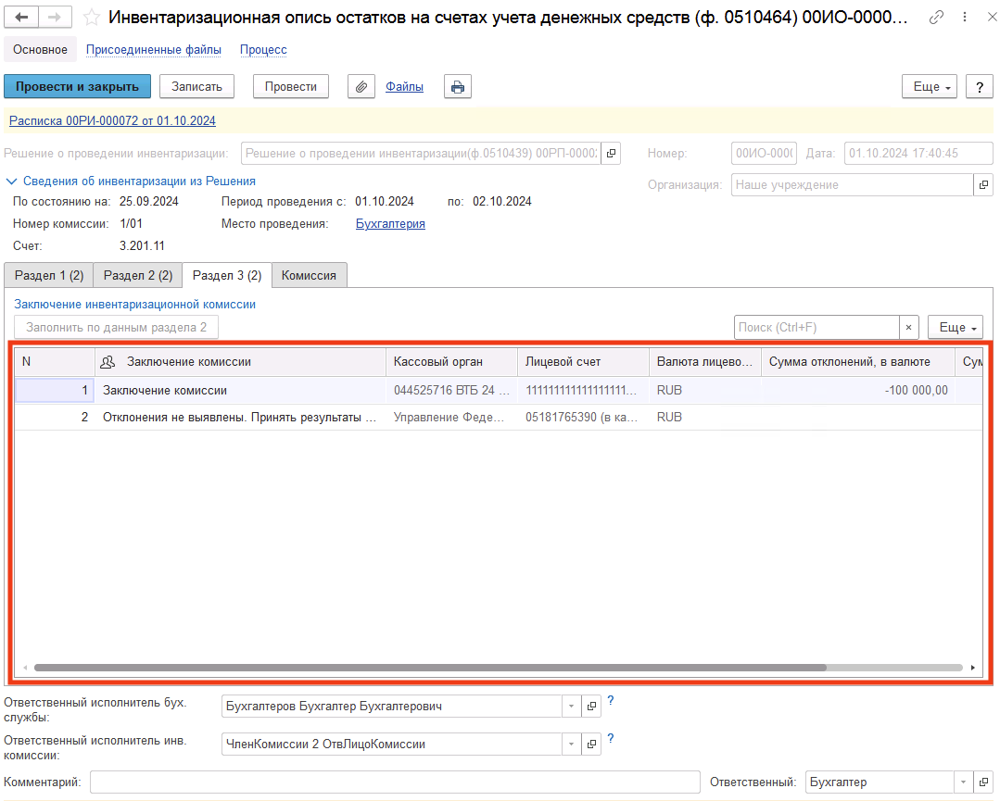 Инвентаризационная опись остатков на счетах учета денежных средств (ф. 0510464) 00ИО-0000...
Основное Присоединенные файлы Процесс
Провести и закрыть Записать Провести Файлы Еще ?
Расписка 00РИ-000072 от 01.10.2024
Решение о проведении инвентаризации: Решение о проведении инвентаризации(ф.0510439) 00РП-0000 Номер: 00ИО-000 Дата: 01.10.2024 17:40:45
Сведения об инвентаризации из Решения
Организация: Наше учреждение
По состоянию на: 25.09.2024 Период проведения с: 01.10.2024 по: 02.10.2024
Номер комиссии: 1/01 Место проведения: Бухгалтерия
Счет: 3.201.11
Раздел 1 (2) Раздел 2 (2) Раздел 3 (2) Комиссия
Заключение инвентаризационной комиссии
Заполнить по данным раздела 2 Поиск (Ctrl+F) × Еще
N Заключение комиссии Кассовый орган Лицевой счет Валюта лицево... Сумма отклонений, в валюте Сум
1 Заключение комиссии 044525716 ВТБ 24 ... 11111111111111111111... RUB -100 000,00
2 Отклонения не выявлены. Принять результаты ... Управление Феде... 05181765390 (в ка... RUB
Ответственный исполнитель бух. службы: Бухгалтеров Бухгалтер Бухгалтерович ?
Ответственный исполнитель инв. комиссии: ЧленКомиссии 2 ОтвЛицоКомиссии ?
Комментарий: Ответственный: Бухгалтер